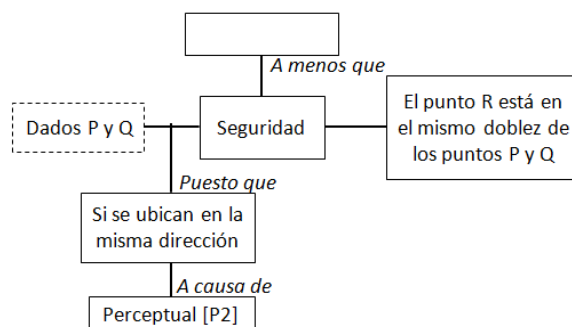 A menos que
Dados P y Q
Seguridad
El punto R está en
el mismo doblez de
los puntos P y Q
Puesto que
Si se ubican en la
misma dirección
A causa de
Perceptual [P2]